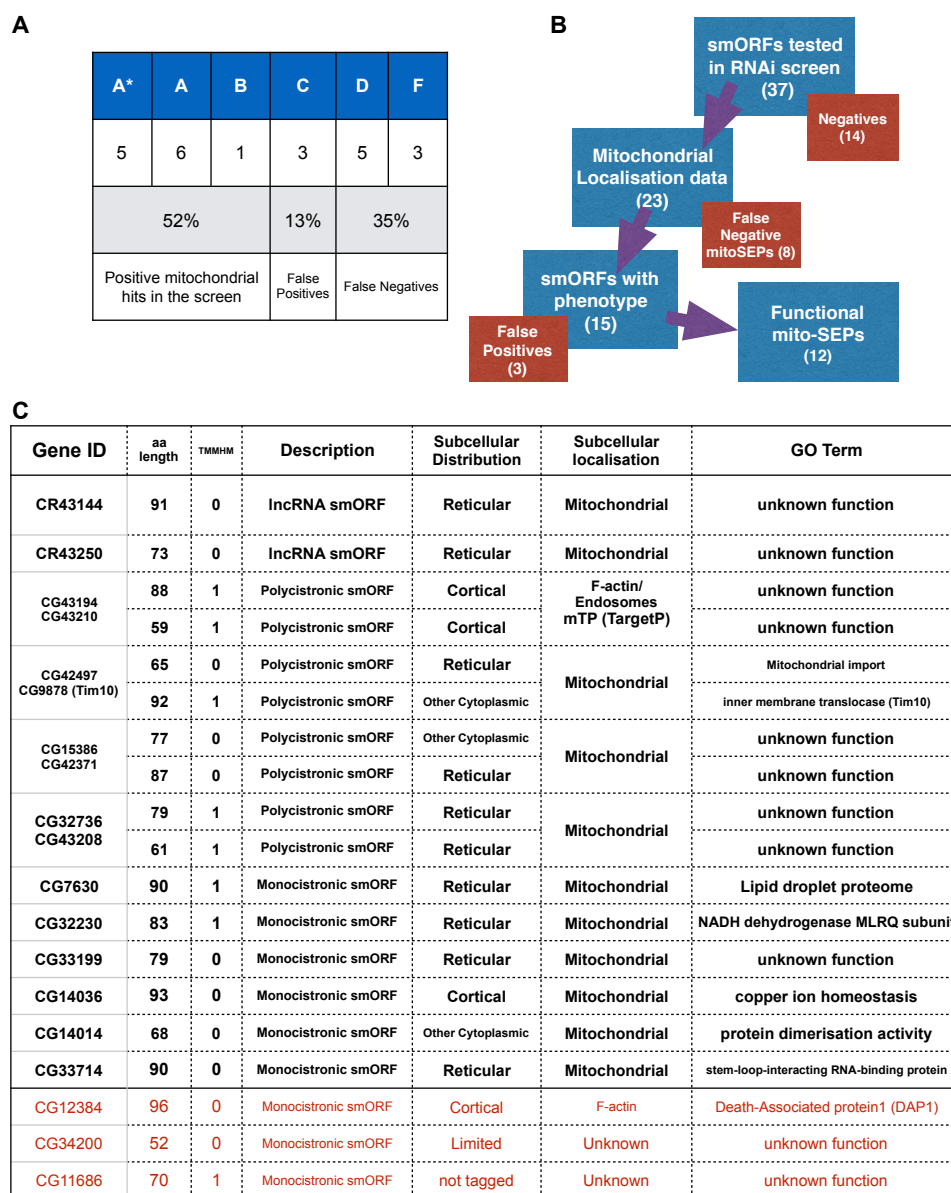 A
A* A B C D F
5 6 1 3 5 3
52% 13% 35%
Positive mitochondrial
hits in the screen
False
Positives
False Negatives
B
smORFs tested
in RNAi screen
(37)
Negatives
(14)
Mitochondrial
Localisation data
(23)
False
Negative
mitoSEPs (8)
smORFs with
phenotype
(15)
False
Positives
(3)
Functional
mito-SEPs
(12)
C
Gene ID aa length TMMHM Description Subcellular Distribution Subcellular localisation GO Term
CR43144 91 0 lncRNA smORF Reticular Mitochondrial unknown function
CR43250 73 0 lncRNA smORF Reticular Mitochondrial unknown function
CG43194 88 1 Polycistronic smORF Cortical F-actin/ Endosomes mTP (TargetP) unknown function
CG43210 59 1 Polycistronic smORF Cortical unknown function
CG42497 65 0 Polycistronic smORF Reticular Mitochondrial Mitochondrial import
CG9878 (Tim10) 92 1 Polycistronic smORF Other Cytoplasmic inner membrane translocase (Tim10)
CG15386 77 0 Polycistronic smORF Other Cytoplasmic Mitochondrial unknown function
CG42371 87 0 Polycistronic smORF Reticular unknown function
CG32736 79 1 Polycistronic smORF Reticular Mitochondrial unknown function
CG43208 61 1 Polycistronic smORF Reticular unknown function
CG7630 90 1 Monocistronic smORF Reticular Mitochondrial Lipid droplet proteome
CG32230 83 1 Monocistronic smORF Reticular Mitochondrial NADH dehydrogenase MLRQ subunit
CG33199 79 0 Monocistronic smORF Reticular Mitochondrial unknown function
CG14036 93 0 Monocistronic smORF Cortical Mitochondrial copper ion homeostasis
CG14014 68 0 Monocistronic smORF Other Cytoplasmic Mitochondrial protein dimerisation activity
CG33714 90 0 Monocistronic smORF Reticular Mitochondrial stem-loop-interacting RNA-binding protein
CG12384 96 0 Monocistronic smORF Cortical F-actin Death-Associated protein1 (DAP1)
CG34200 52 0 Monocistronic smORF Limited Unknown unknown function
CG11686 70 1 Monocistronic smORF not tagged Unknown unknown function